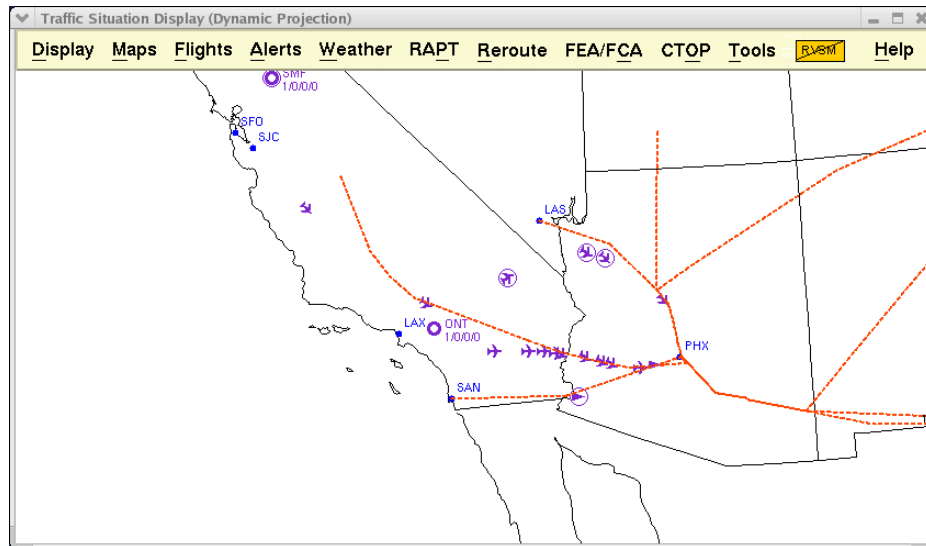 Traffic Situation Display (Dynamic Projection)
Display Maps Flights Alerts Weather RAPT Reroute FEA/FCA CTOP Tools RVSM Help
SMF
1/0/0/0
SFO
SJC
LAS
ONT
1/0/0/0
LAX
PHX
SAN